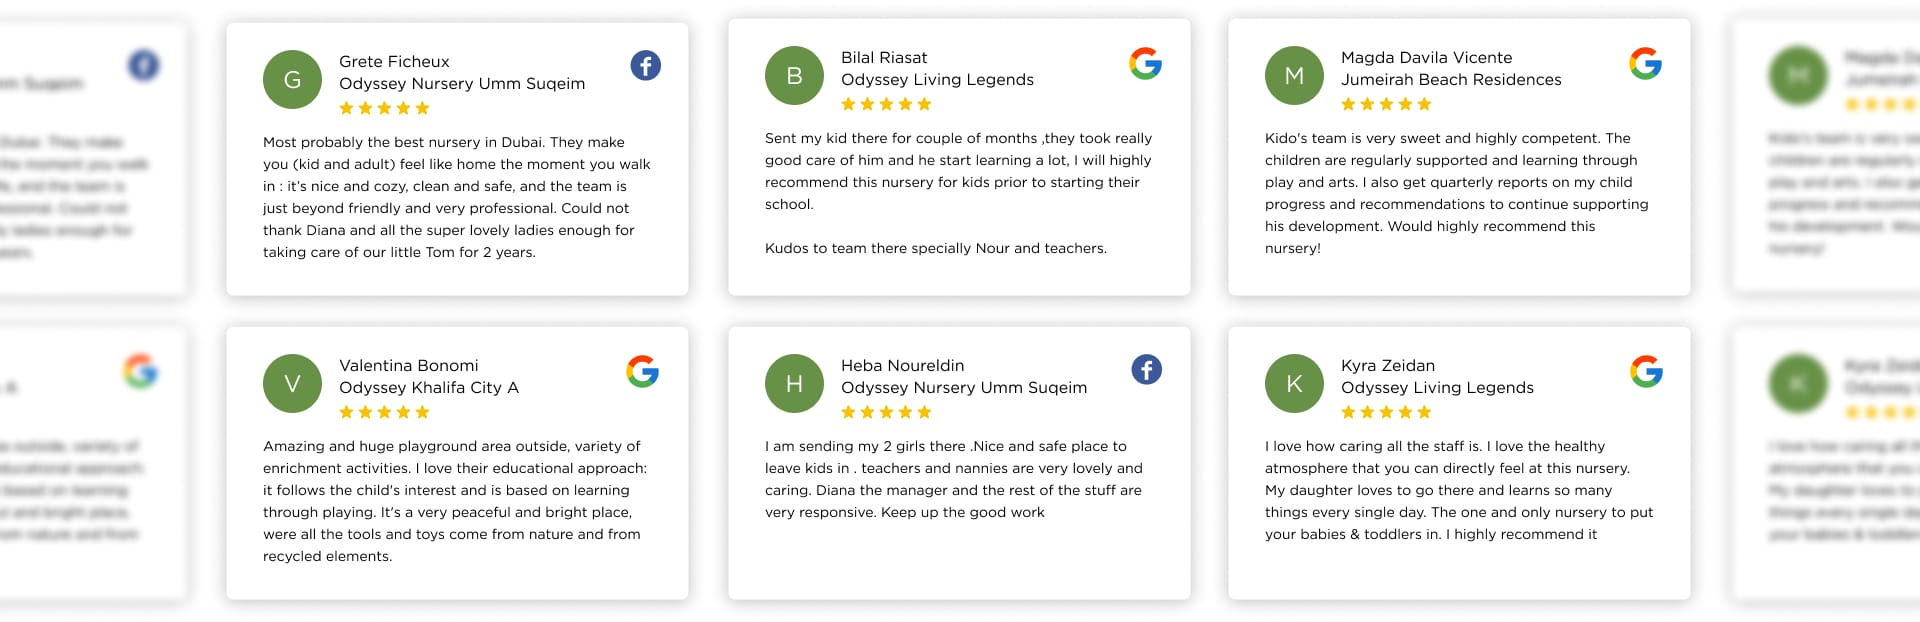 G
Grete Ficheux
Odyssey Nursery Umm Suqeim
Most probably the best nursery in Dubai. They make
you (kid and adult) feel like home the moment you walk
in : it's nice and cozy, clean and safe, and the team is
just beyond friendly and very professional. Could not
thank Diana and all the super lovely ladies enough for
taking care of our little Tom for 2 years.
B
Bilal Riasat
Odyssey Living Legends
Sent my kid there for couple of months ,they took really
good care of him and he start learning a lot, I will highly
recommend this nursery for kids prior to starting their
school.
Kudos to team there specially Nour and teachers.
M
Magda Davila Vicente
Jumeirah Beach Residences
Kido's team is very sweet and highly competent. The
children are regularly supported and learning through
play and arts. I also get quarterly reports on my child
progress and recommendations to continue supporting
his development. Would highly recommend this
nursery!
V
Valentina Bonomi
Odyssey Khalifa City A
Amazing and huge playground area outside, variety of
enrichment activities. I love their educational approach:
it follows the child's interest and is based on learning
through playing. It's a very peaceful and bright place,
were all the tools and toys come from nature and from
recycled elements.
H
Heba Noureldin
Odyssey Nursery Umm Suqeim
I am sending my 2 girls there .Nice and safe place to
leave kids in . teachers and nannies are very lovely and
caring. Diana the manager and the rest of the stuff are
very responsive. Keep up the good work
K
Kyra Zeidan
Odyssey Living Legends
I love how caring all the staff is. I love the healthy
atmosphere that you can directly feel at this nursery.
My daughter loves to go there and learns so many
things every single day. The one and only nursery to put
your babies & toddlers in. I highly recommend it